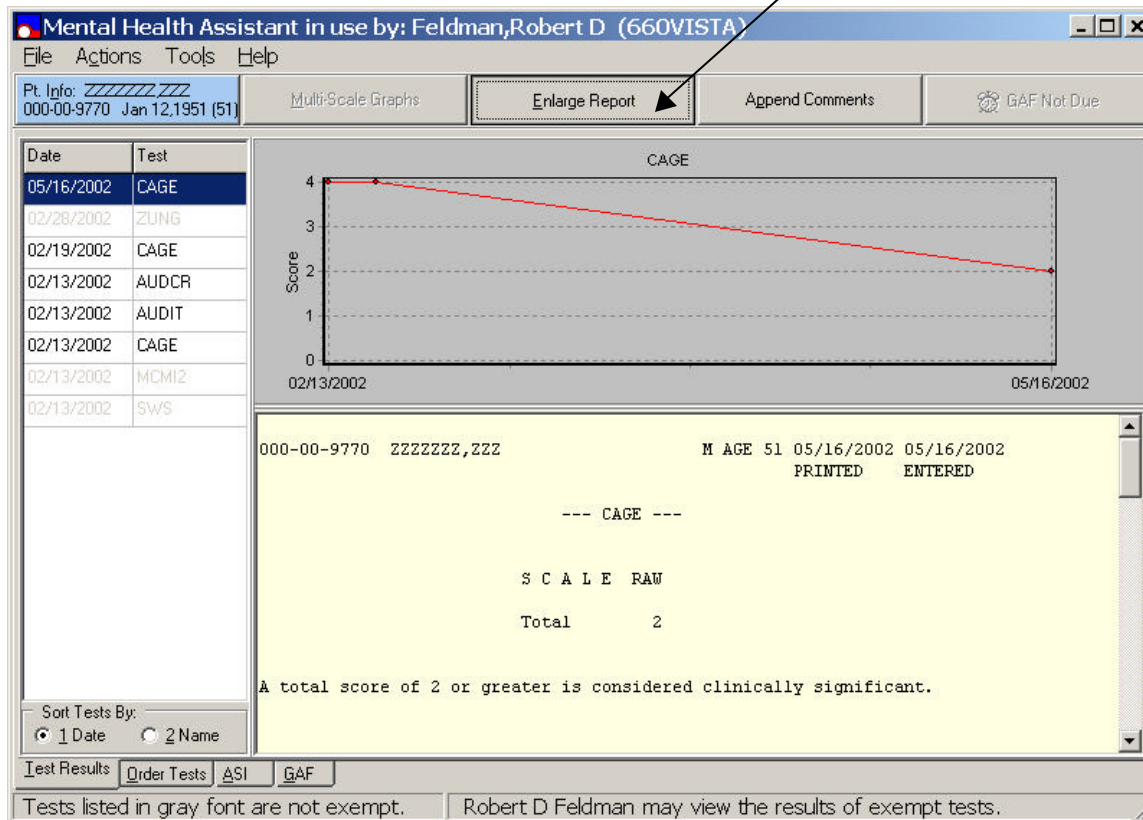 Mental Health Assistant in use by: Feldman,Robert D (660VISTA)
File Actions Tools Help
Pt. Info: ZZZZZZZ,ZZZ
000-00-9770 Jan 12,1951 (51)
Multi-Scale Graphs
Enlarge Report
Append Comments
GAF Not Due
Date Test
05/16/2002 CAGE
02/28/2002 ZUNG
02/19/2002 CAGE
02/13/2002 AUDCR
02/13/2002 AUDIT
02/13/2002 CAGE
02/13/2002 MCMI2
02/13/2002 SWS
Sort Tests By:
1 Date 2 Name
CAGE
Score
4
3
2
1
0
02/13/2002 05/16/2002
000-00-9770 ZZZZZZZ,ZZZ M AGE 51 05/16/2002 05/16/2002
PRINTED ENTERED
--- CAGE ---
S C A L E RAW
Total 2
A total score of 2 or greater is considered clinically significant.
Test Results Order Tests ASI GAF
Tests listed in gray font are not exempt. Robert D Feldman may view the results of exempt tests.